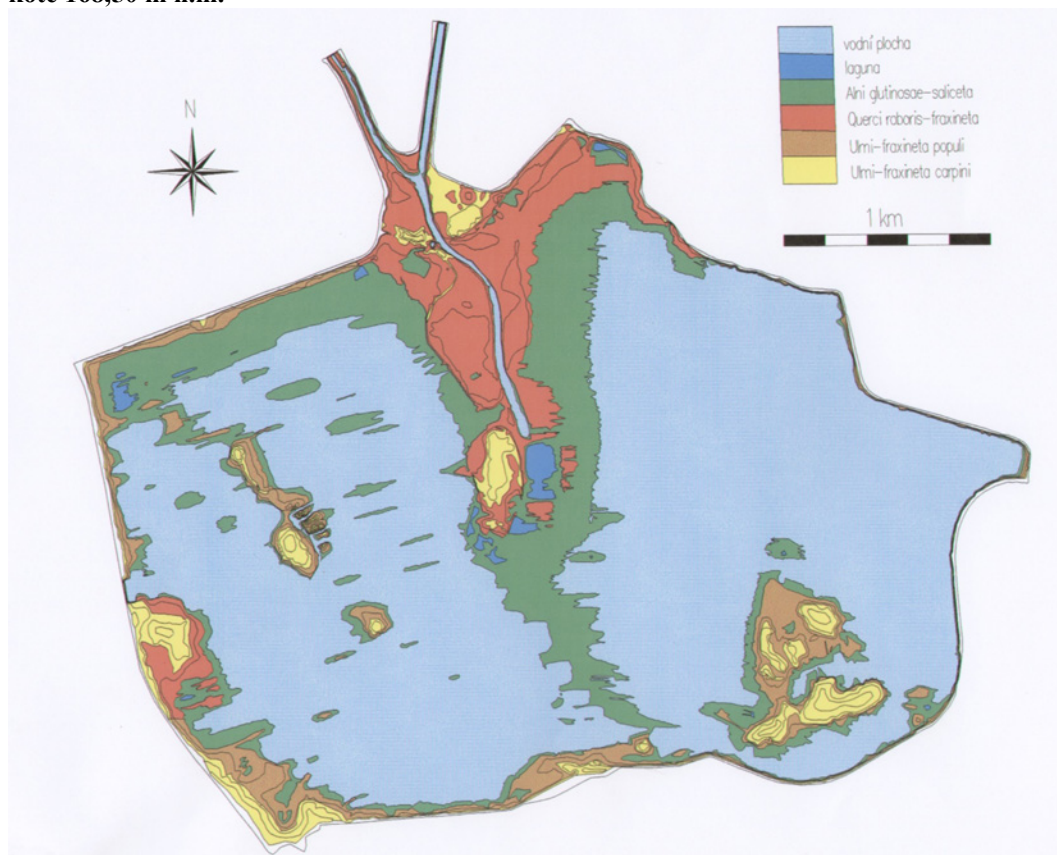 kótě 168,50 m n.m.
N
vodní plocha
laguna
Alni glutinosae-saliceta
Querci roboris-fraxineta
Ulmi-fraxineta populi
Ulmi-fraxineta carpini
1 km